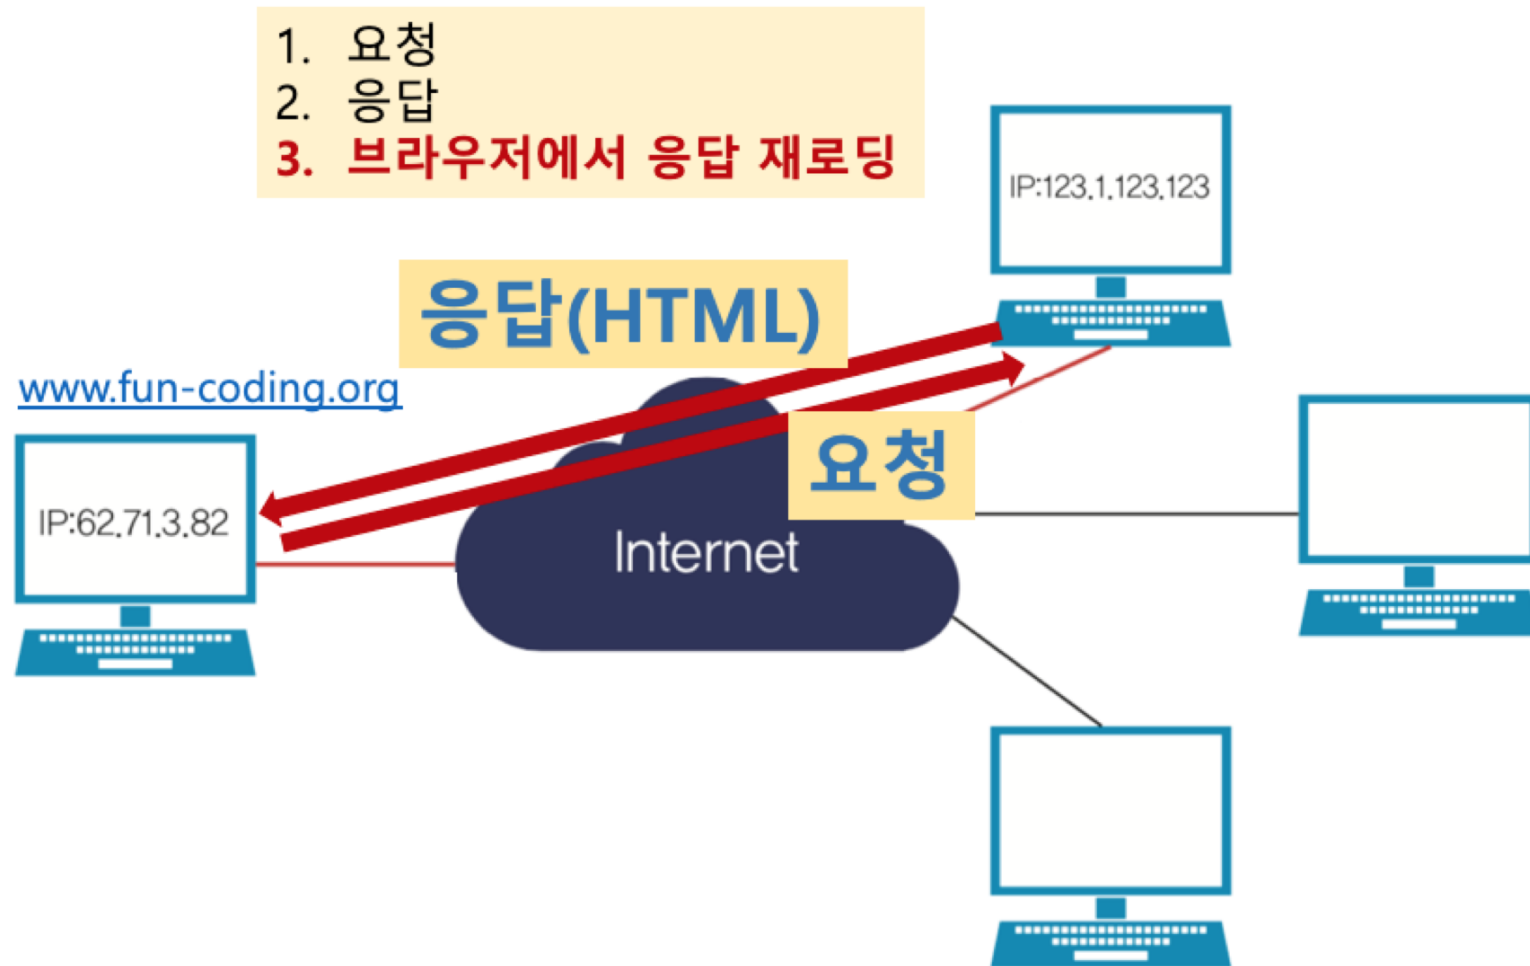 1. 요청
2. 응답
3. 브라우저에서 응답 재로딩
IP:123.1.123.123
응답(HTML)
www.fun-coding.org
요청
IP:62.71.3.82
Internet